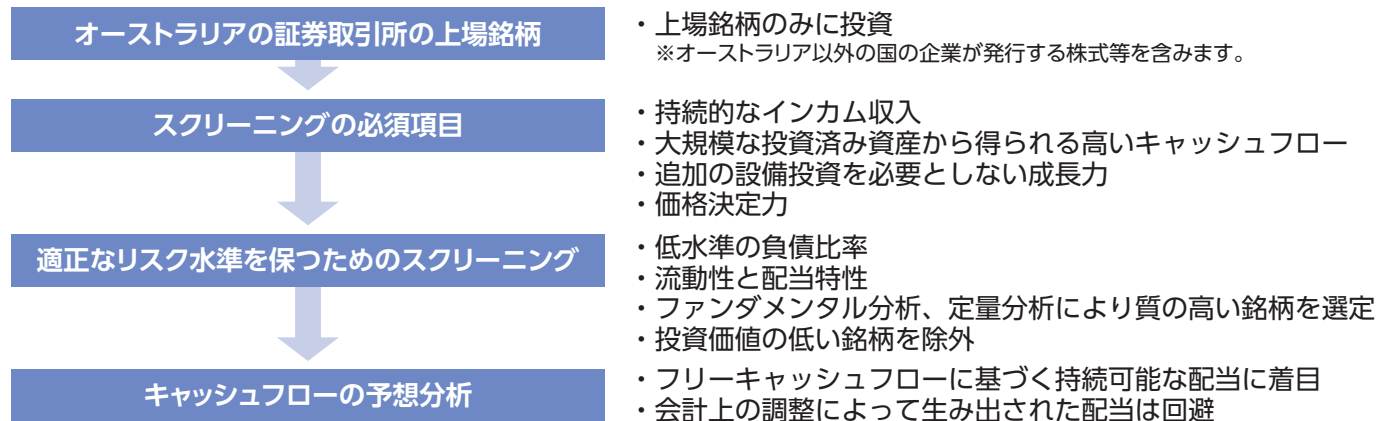 オーストラリアの証券取引所の上場銘柄
・上場銘柄のみに投資
※オーストラリア以外の国の企業が発行する株式等を含みます。
スクリーニングの必須項目
・持続的なインカム収入
・大規模な投資済み資産から得られる高いキャッシュフロー
・追加の設備投資を必要としない成長力
・価格決定力
適正なリスク水準を保つためのスクリーニング
・低水準の負債比率
・流動性と配当特性
・ファンダメンタル分析、定量分析により質の高い銘柄を選定
・投資価値の低い銘柄を除外
キャッシュフローの予想分析
・フリーキャッシュフローに基づく持続可能な配当に着目
・会計上の調整によって生み出された配当は回避